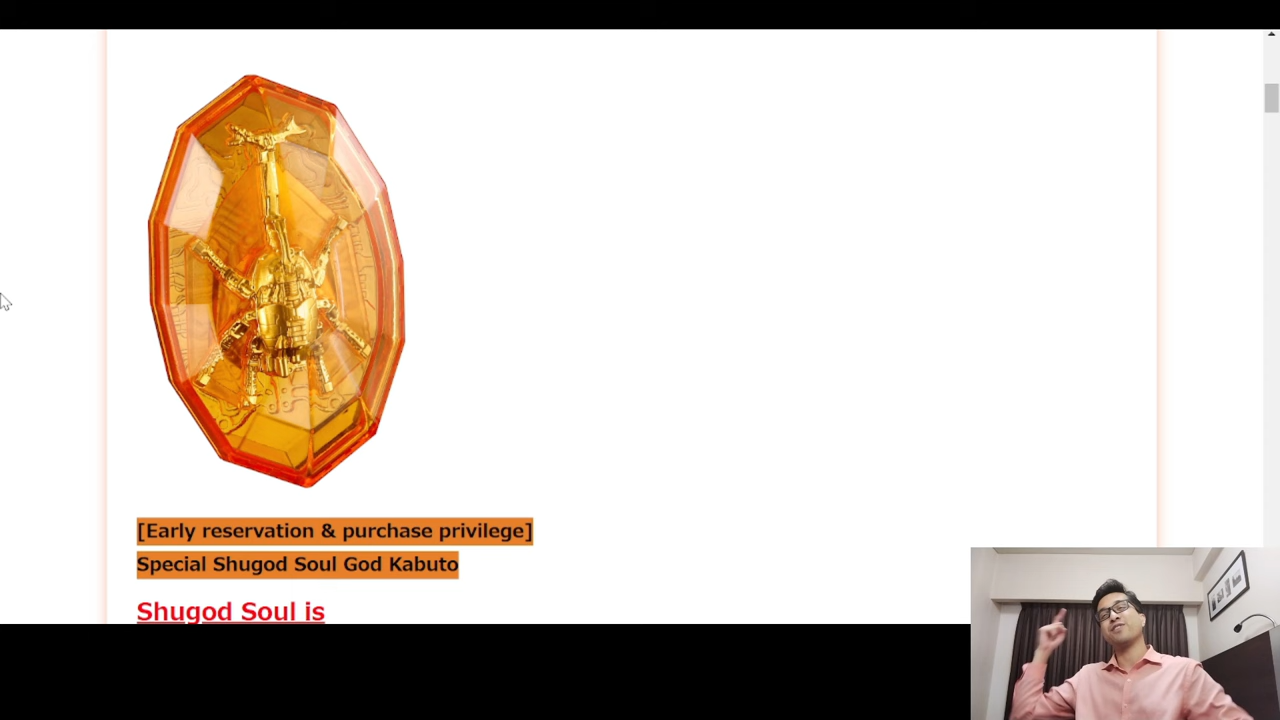 [Early reservation & purchase privilege]
Special Shugod Soul God Kabuto
Shugod Soul is